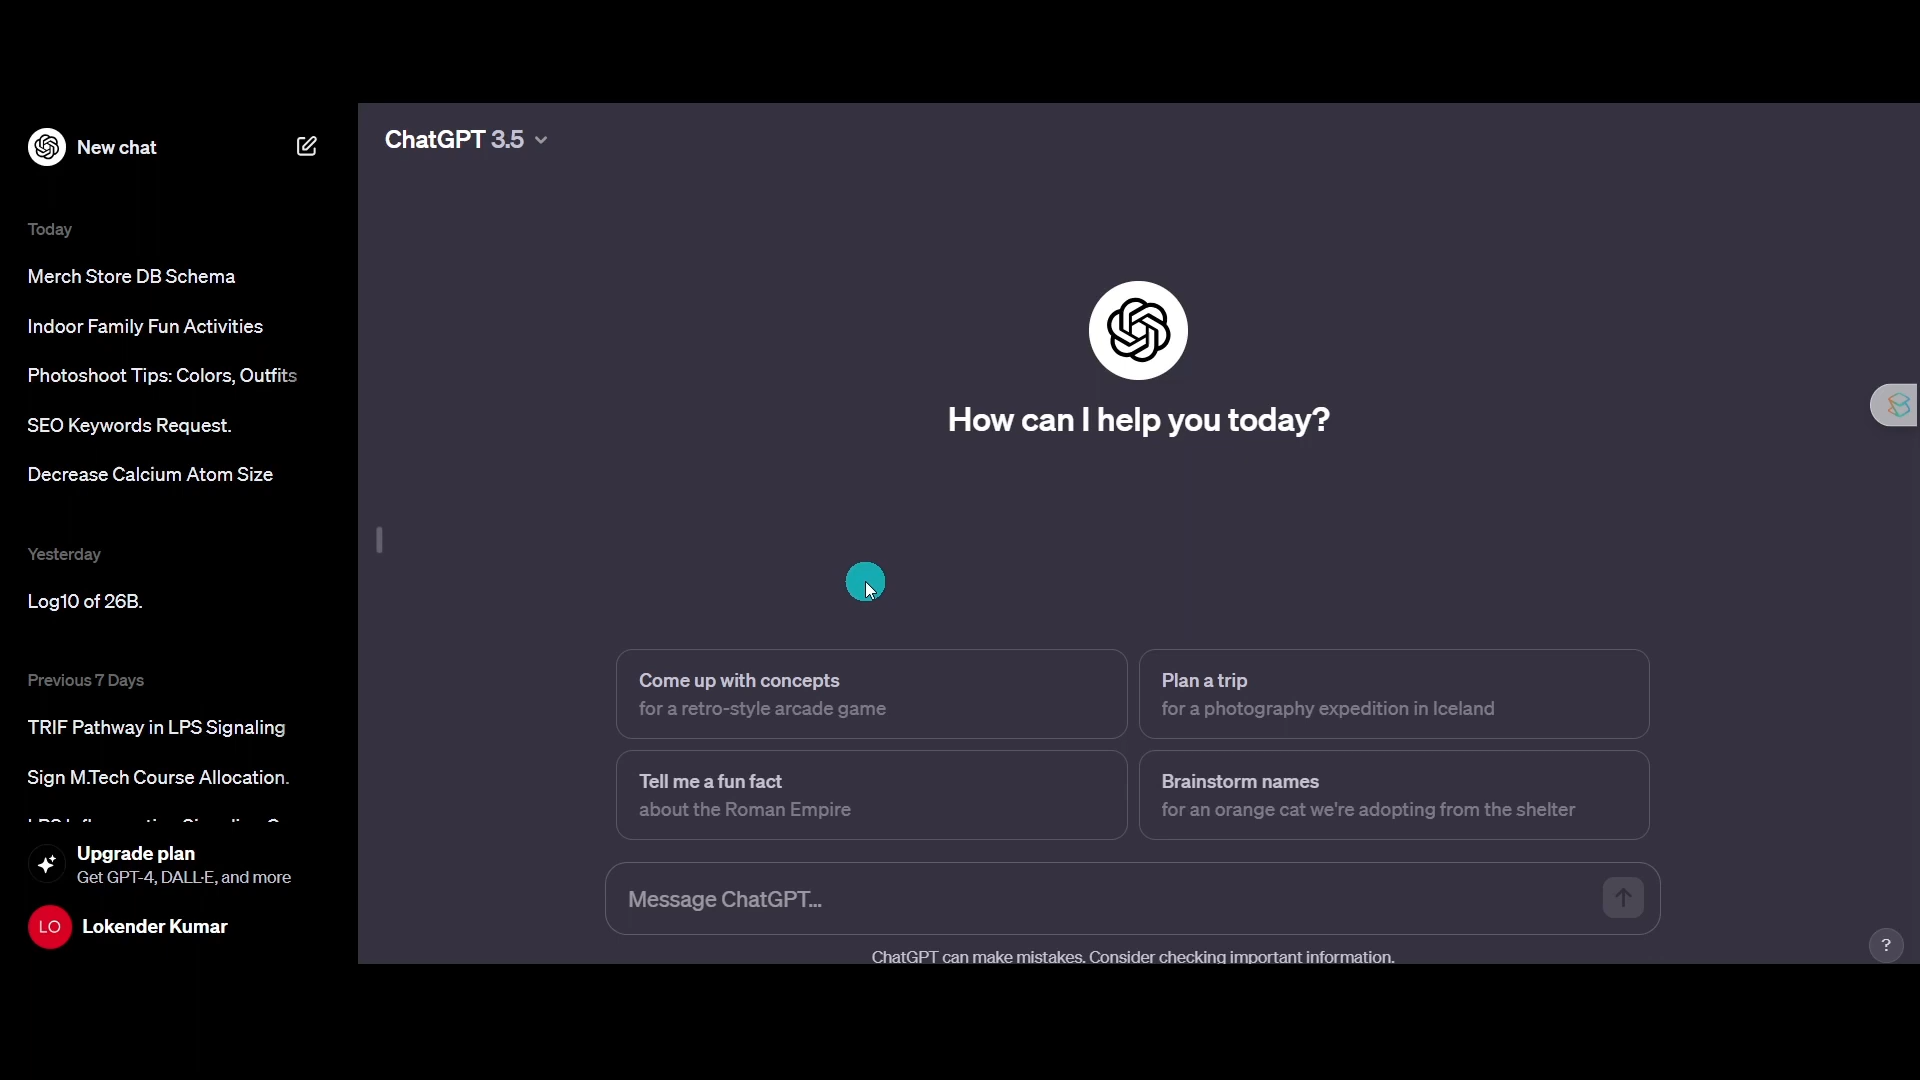 New chat
Today
Merch Store DB Schema
Indoor Family Fun Activities
Photoshoot Tips: Colors, Outfits
SEO Keywords Request.
Decrease Calcium Atom Size
Yesterday
Log10 of 26B.
Previous 7 Days
TRIF Pathway in LPS Signaling
Sign M.Tech Course Allocation.
Upgrade plan
Get GPT-4, DALL·E, and more
LO
Lokender Kumar
ChatGPT 3.5
How can I help you today?
Come up with concepts
for a retro-style arcade game
Plan a trip
for a photography expedition in Iceland
Tell me a fun fact
about the Roman Empire
Brainstorm names
for an orange cat we're adopting from the shelter
Message ChatGPT...
ChatGPT can make mistakes. Consider checking important information.
?